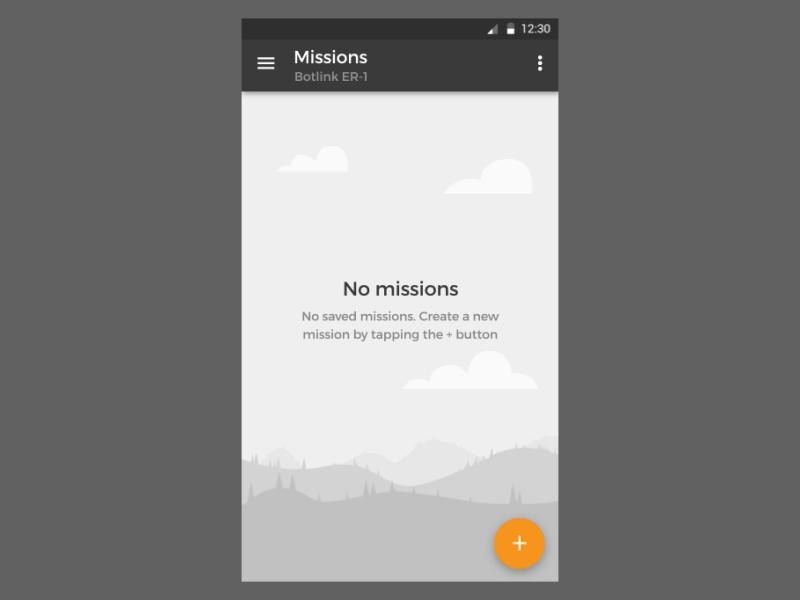 12:30
Missions
Botlink ER-1
No missions
No saved missions. Create a new
mission by tapping the + button
+